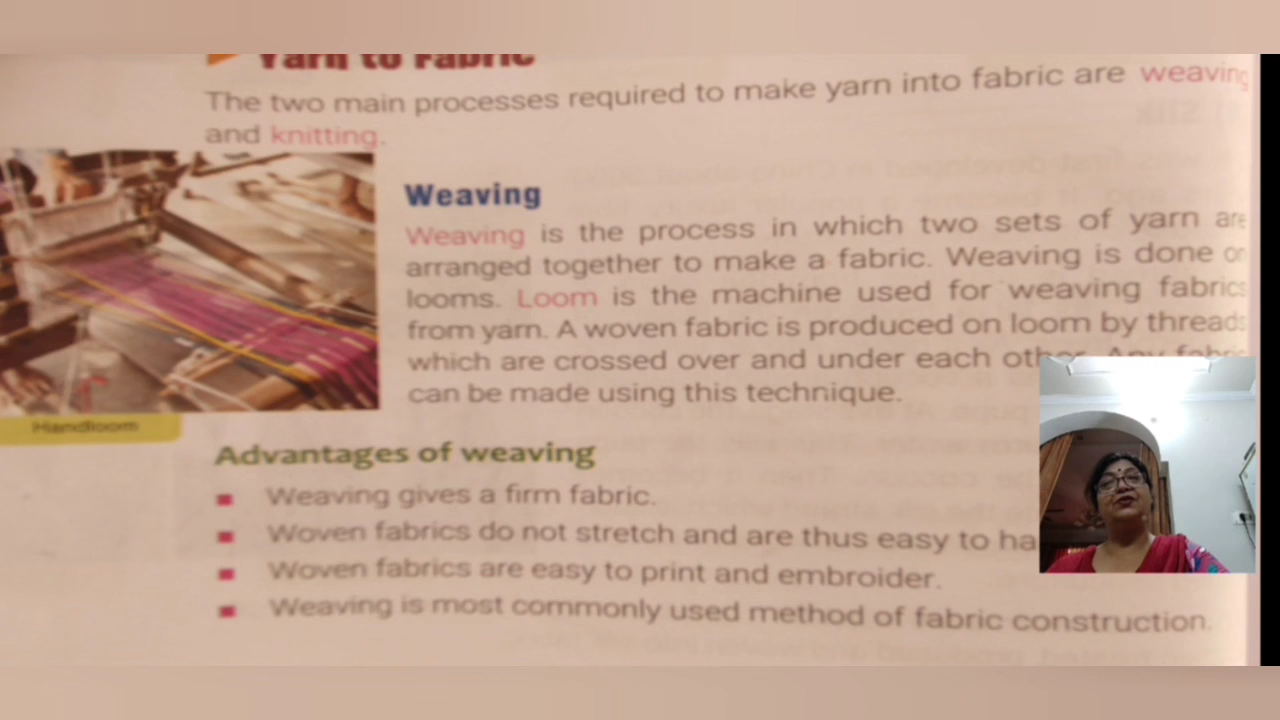 Yarn to Fabric
The two main processes required to make yarn into fabric are weaving
and knitting.
Weaving
Weaving is the process in which two sets of yarn are
arranged together to make a fabric. Weaving is done on
looms. Loom is the machine used for weaving fabrics
from yarn. A woven fabric is produced on loom by threads
which are crossed over and under each other. Any
can be made using this technique.
Handloom
Advantages of weaving
Weaving gives a firm fabric.
Woven fabrics do not stretch and are thus easy to
Woven fabrics are easy to print and embroider.
Weaving is most commonly used method of fabric construction.